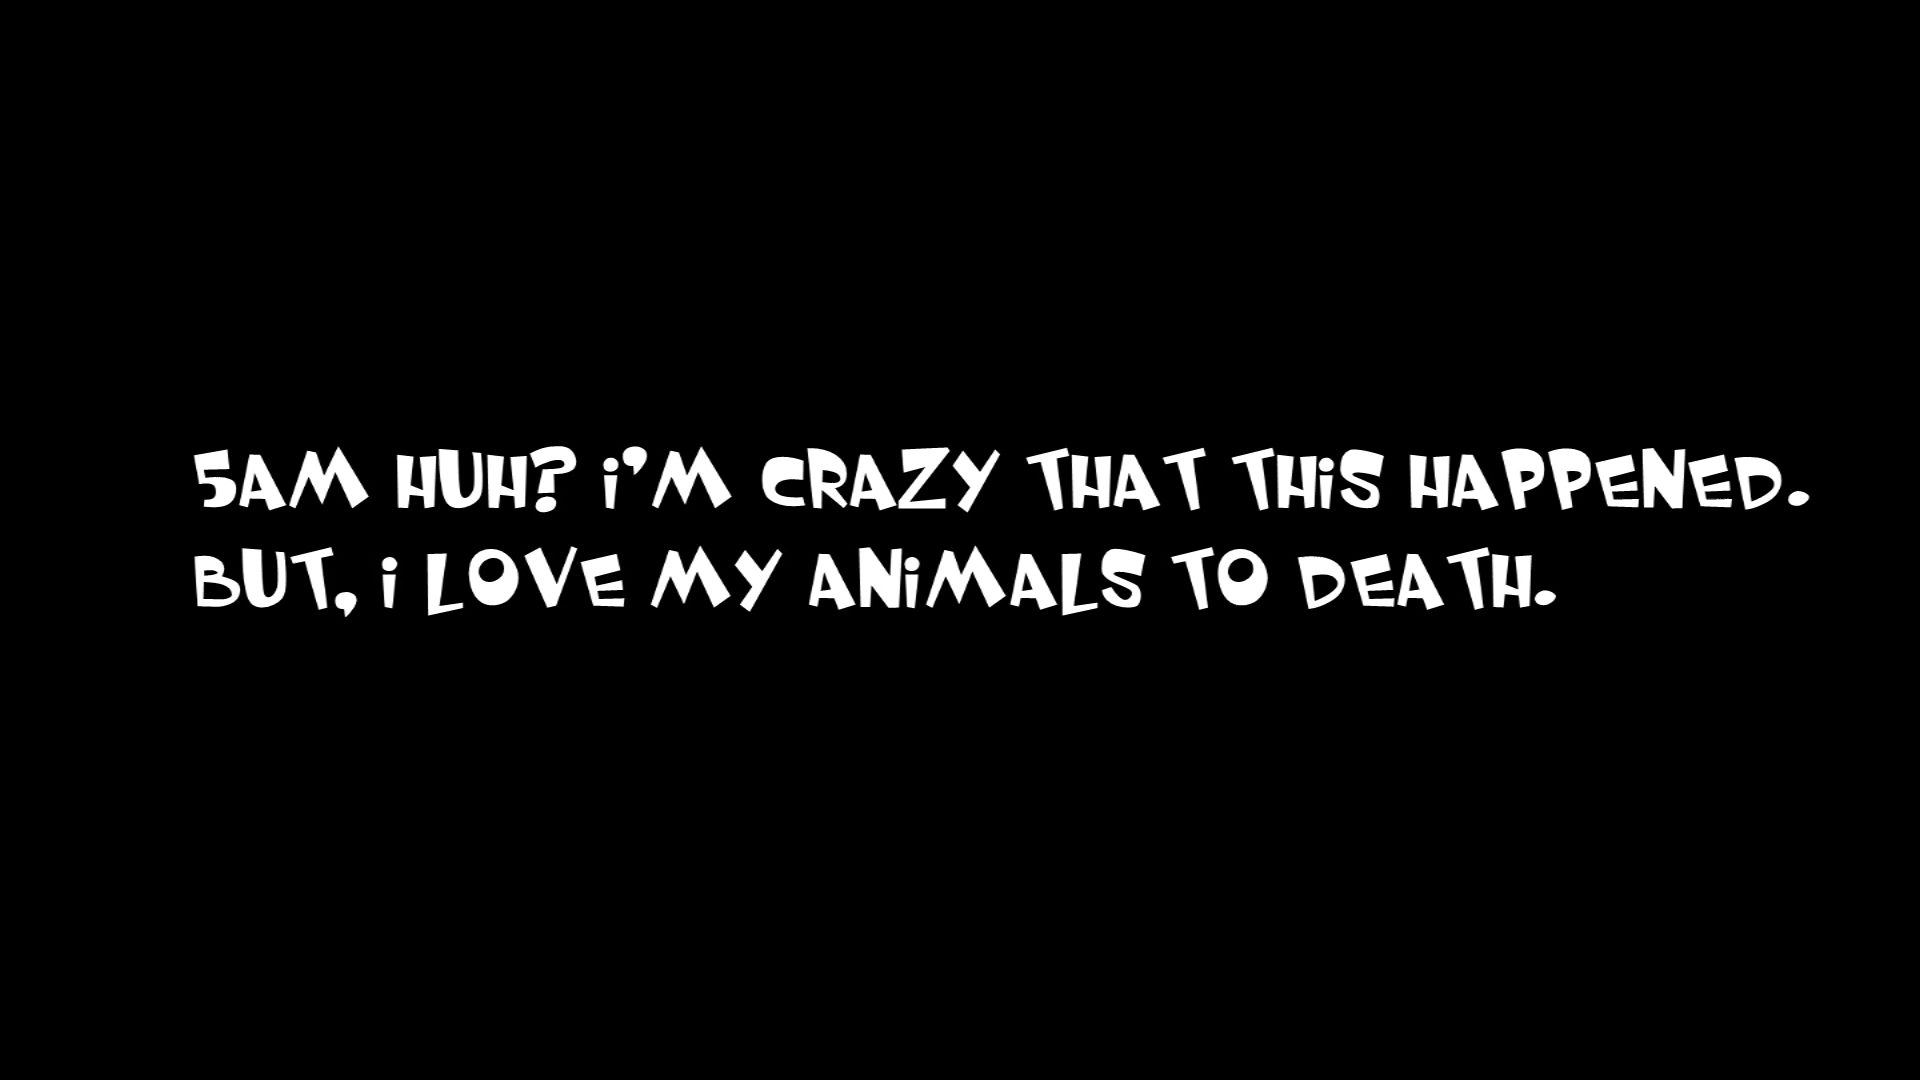 5AM HUH? i'M CRAZY THAT THiS HAPPENED.
BUT, i LOVE MY ANiMALS TO DEATH.